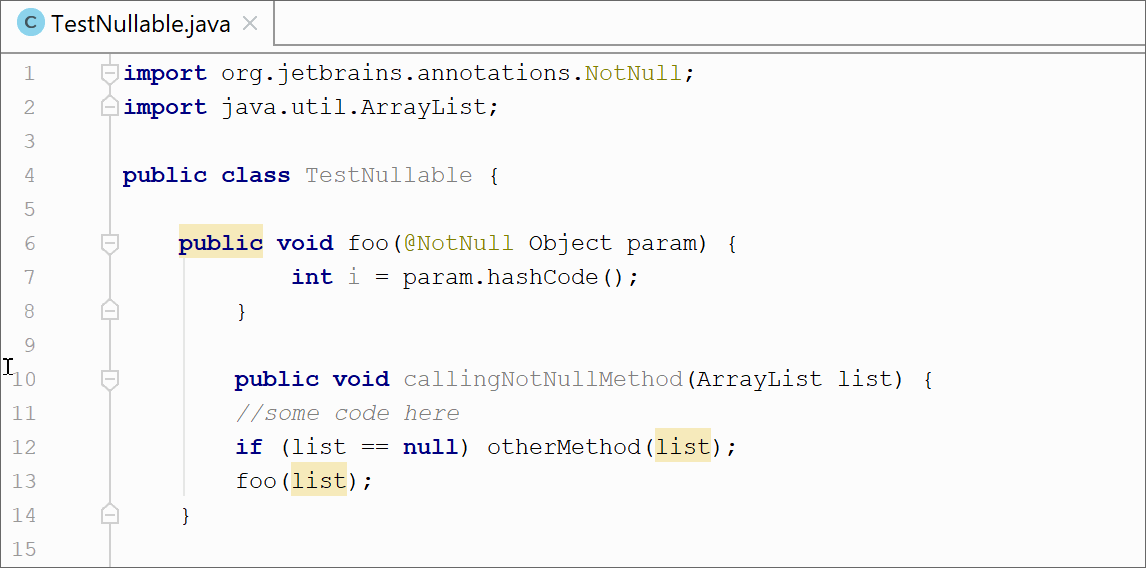 C TestNullable.java
1 import org.jetbrains.annotations.NotNull;
2 import java.util.ArrayList;
3
4 public class TestNullable {
5
6 public void foo(@NotNull Object param) {
7 int i = param.hashCode();
8 }
9
10 public void callingNotNullMethod(ArrayList list) {
11 //some code here
12 if (list == null) otherMethod(list);
13 foo(list);
14 }
15